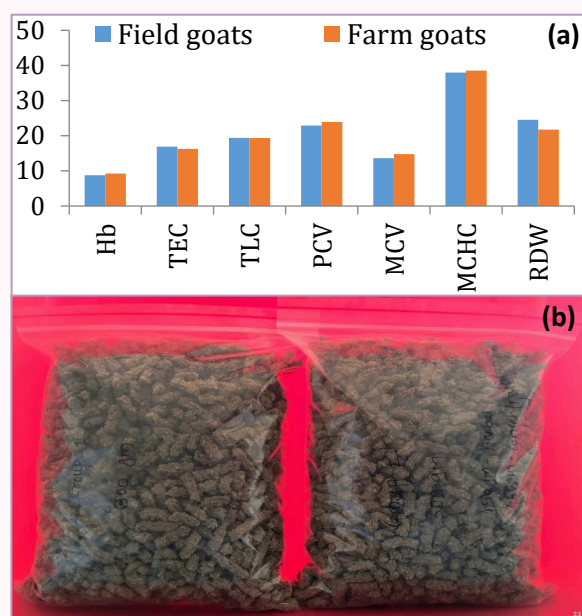 50
Field goats
Farm goats
(a)
40
30
20
10
0
Hb
TEC
TLC
PCV
MCV
MCHC
RDW
(b)